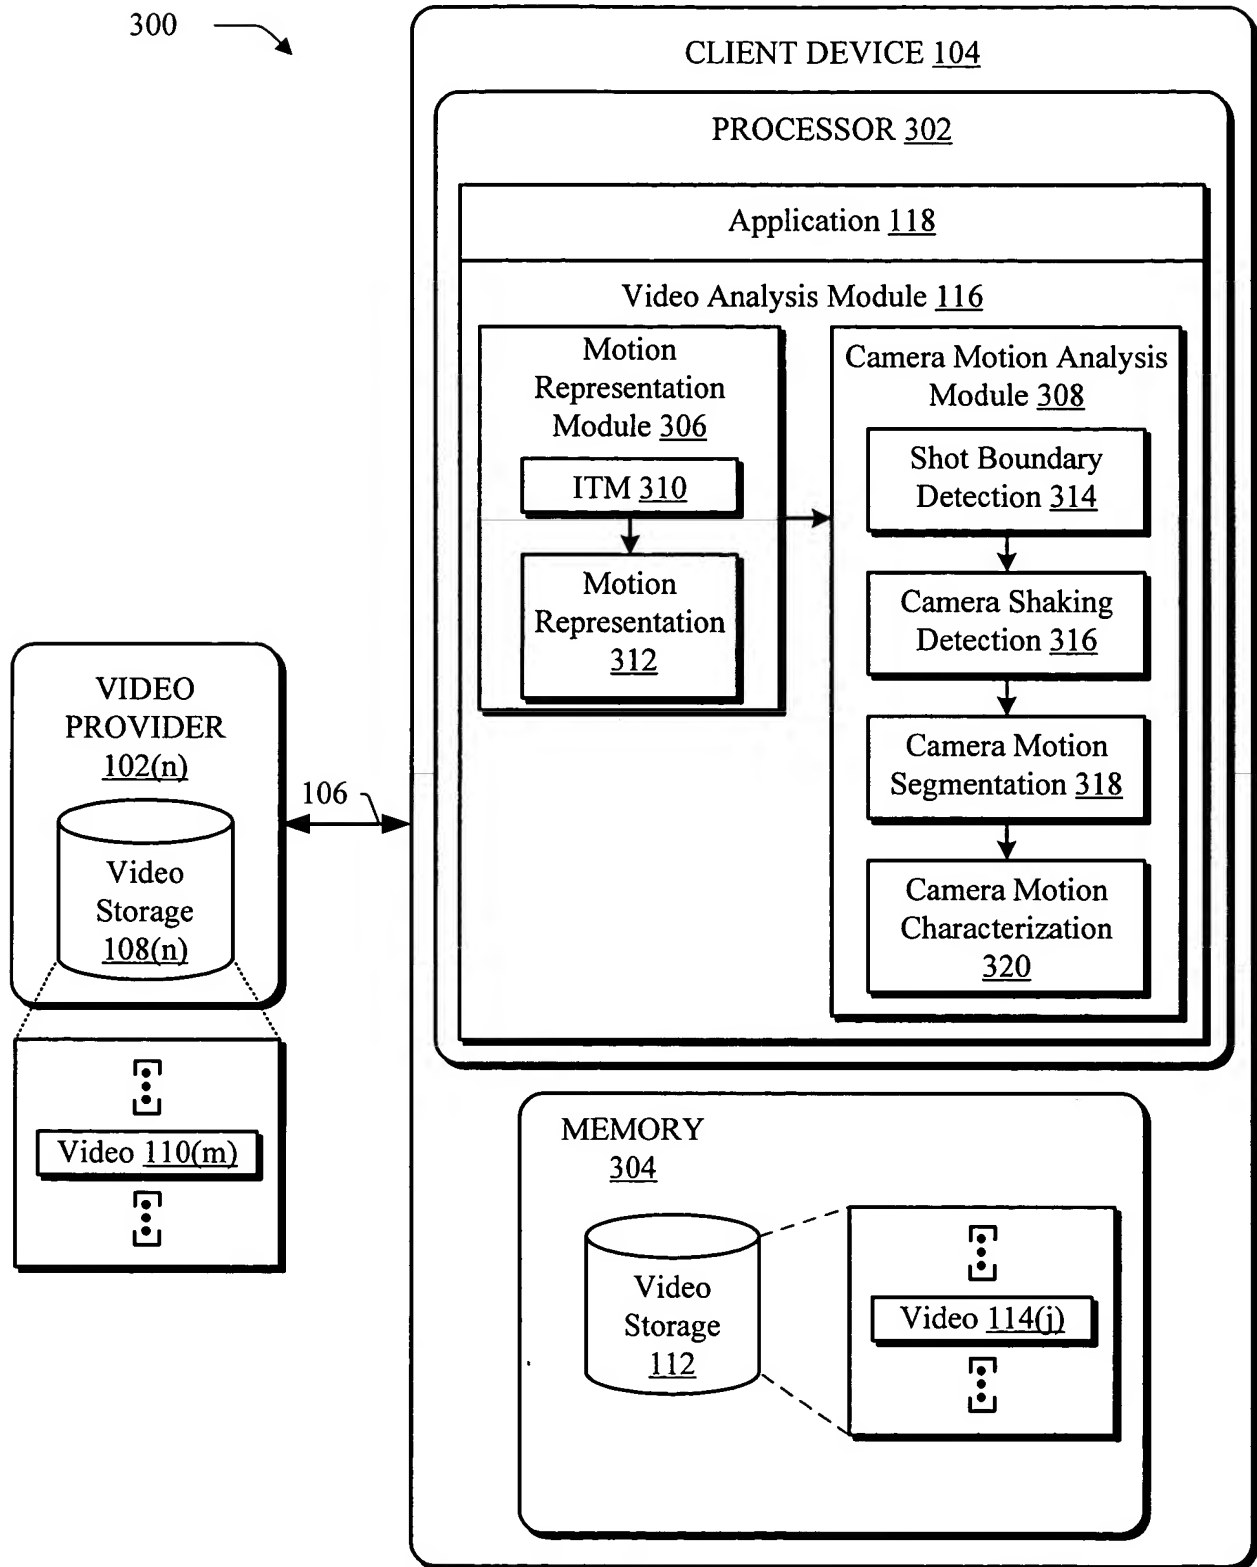 300
CLIENT DEVICE 104
PROCESSOR 302
Application 118
Video Analysis Module 116
Motion
Representation
Module 306
ITM 310
Motion
Representation
312
Camera Motion Analysis
Module 308
Shot Boundary
Detection 314
Camera Shaking
Detection 316
Camera Motion
Segmentation 318
Camera Motion
Characterization
320
VIDEO
PROVIDER
102(n)
Video
Storage
108(n)
106
Video 110(m)
MEMORY
304
Video
Storage
112
Video 114(j)